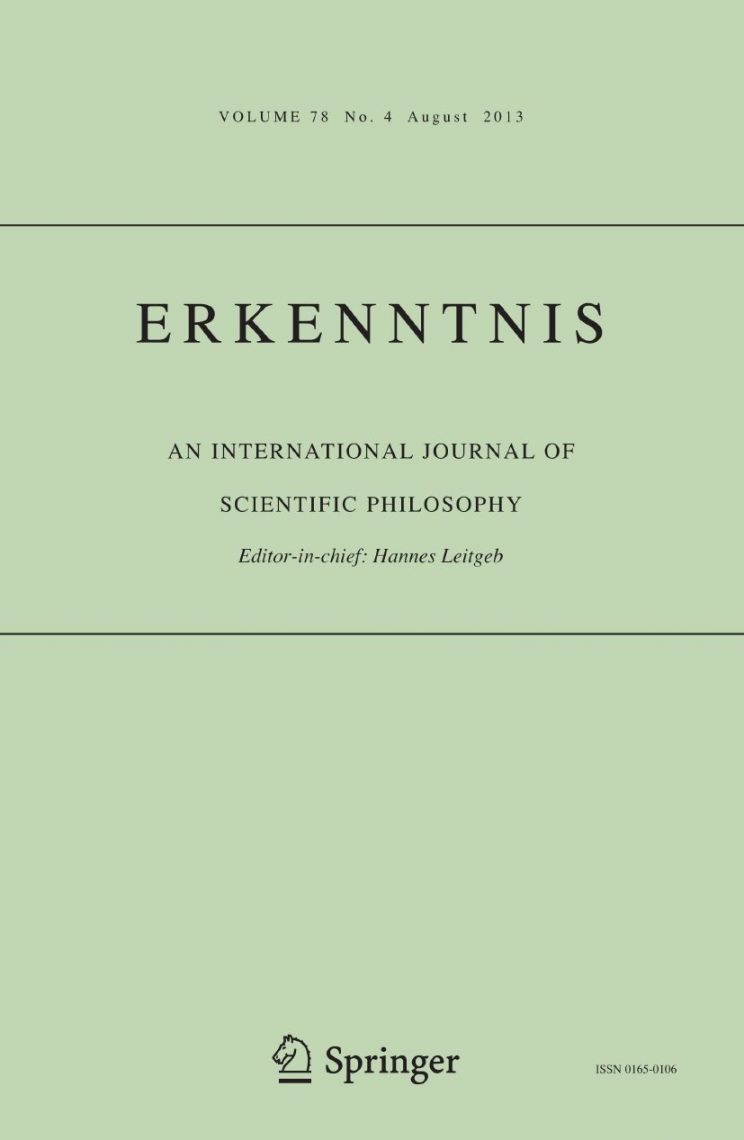 VOLUME 78 No. 4 August 2013
ERKENNTNIS
AN INTERNATIONAL JOURNAL OF
SCIENTIFIC PHILOSOPHY
Editor-in-chief: Hannes Leitgeb
Springer
ISSN 0165-0106